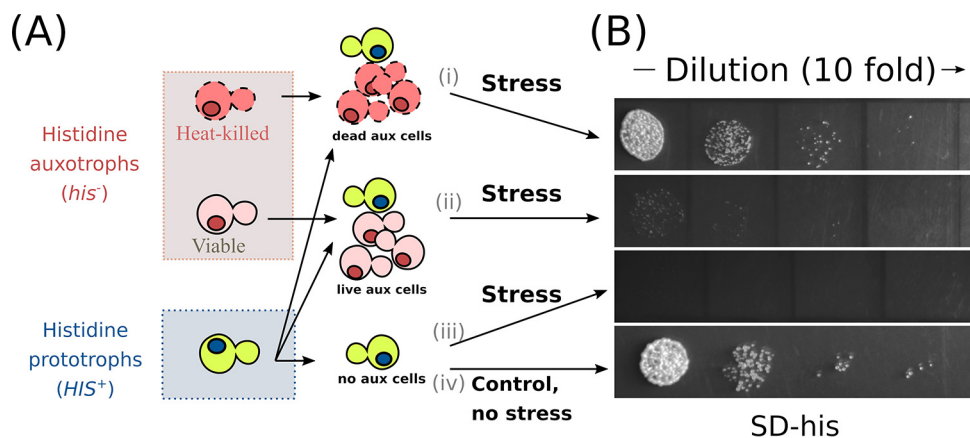 (A)
Histidine
auxotrophs
(his⁻)
Heat-killed
Viable
Histidine
prototrophs
(HIS⁺)
dead aux cells
live aux cells
no aux cells
(i) Stress
(ii) Stress
(iii) Stress
(iv) Control,
no stress
(B)
Dilution (10 fold)
SD-his